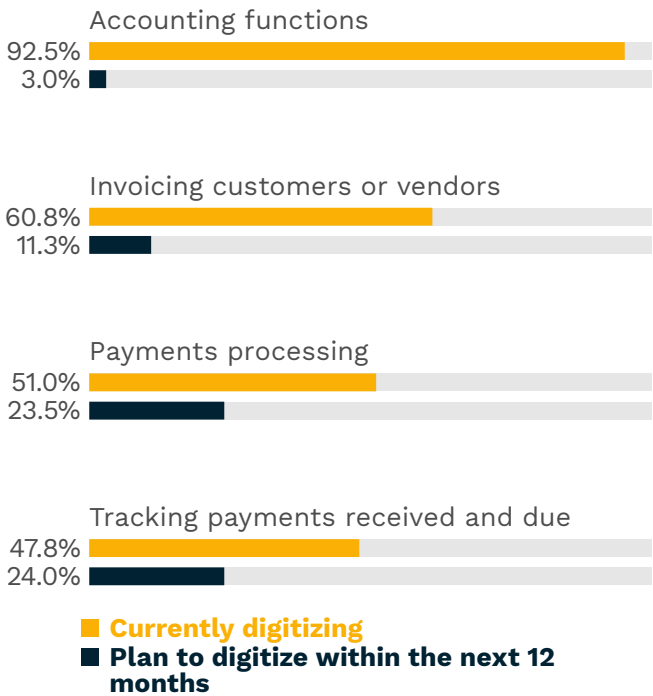 Accounting functions
92.5%
3.0%
Invoicing customers or vendors
60.8%
11.3%
Payments processing
51.0%
23.5%
Tracking payments received and due
47.8%
24.0%
Currently digitizing
Plan to digitize within the next 12
months